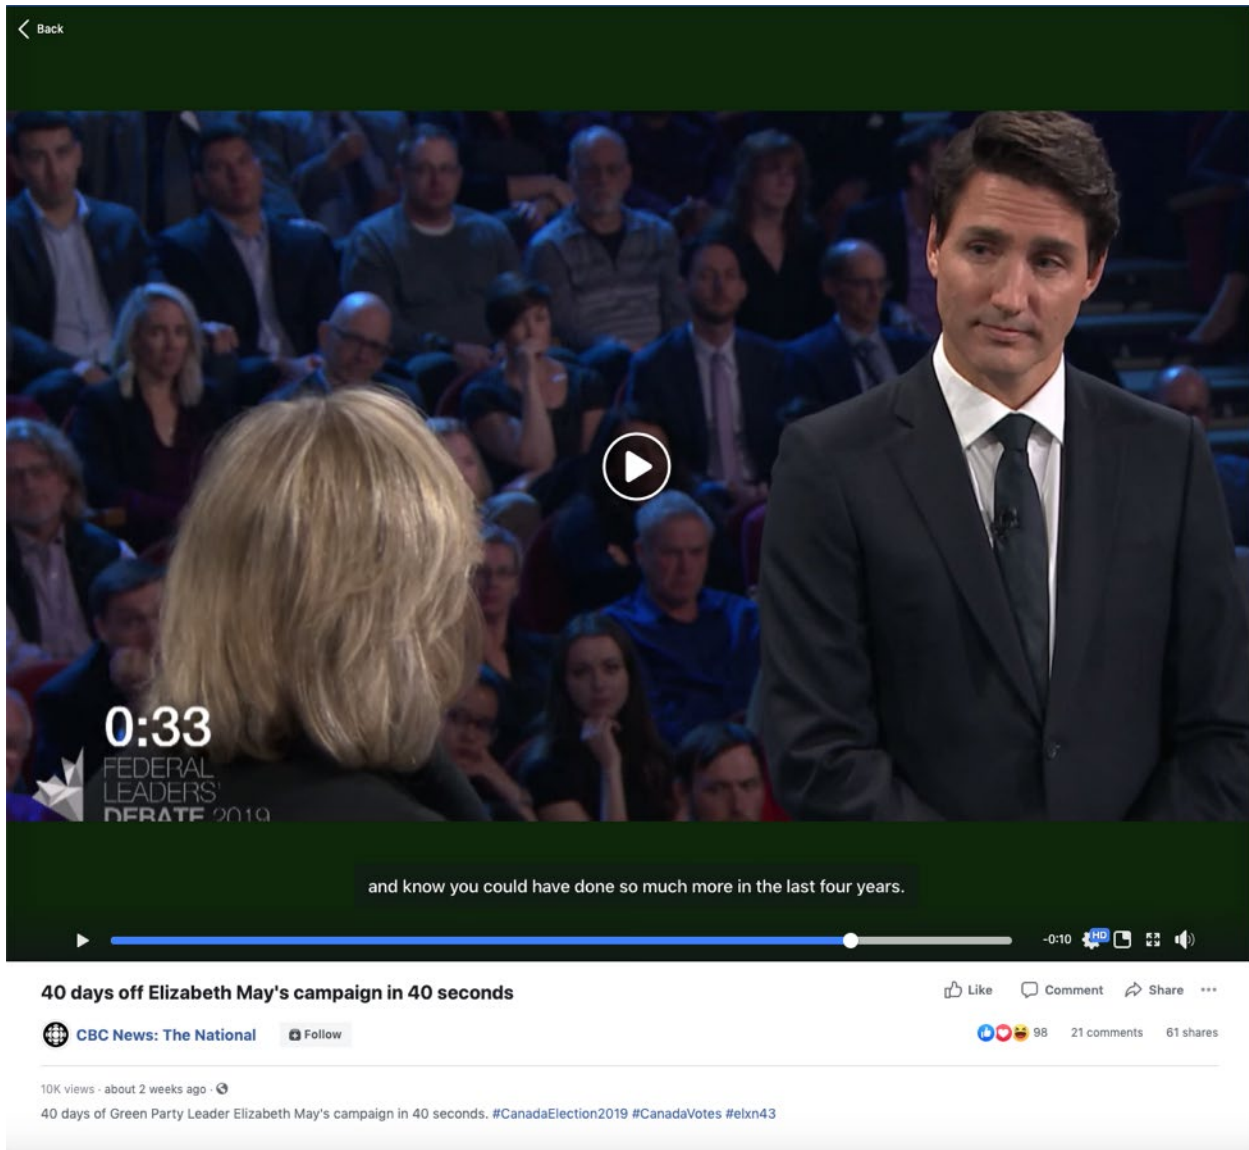 Back
0:33
FEDERAL
LEADERS'
DEBATE 2019
and know you could have done so much more in the last four years.
-0:10 HD
40 days off Elizabeth May's campaign in 40 seconds
Like Comment Share
CBC News: The National Follow
98 21 comments 61 shares
10K views · about 2 weeks ago ·
40 days of Green Party Leader Elizabeth May's campaign in 40 seconds. #CanadaElection2019 #CanadaVotes #elxn43